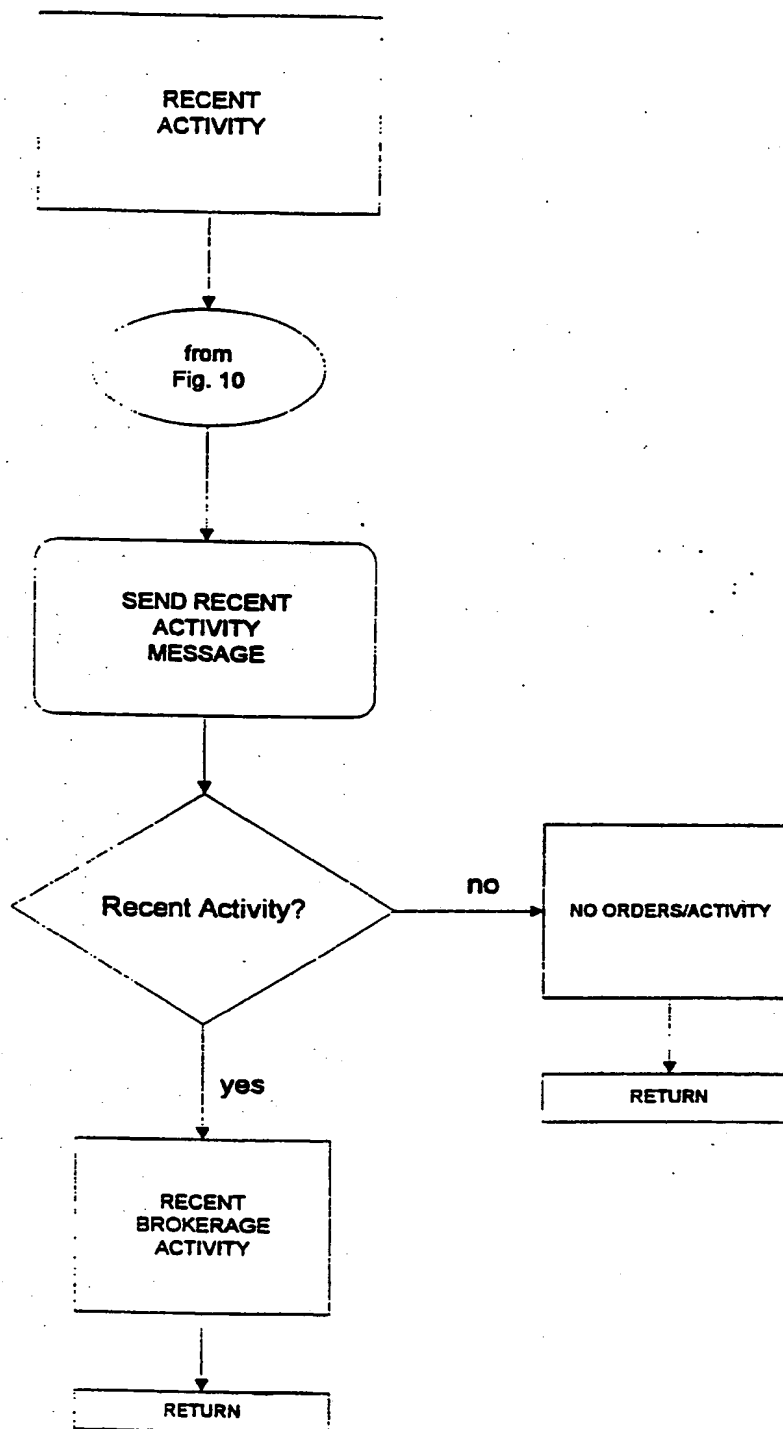 RECENT
ACTIVITY
from
Fig. 10
SEND RECENT
ACTIVITY
MESSAGE
Recent Activity?
no
NO ORDERS/ACTIVITY
RETURN
yes
RECENT
BROKERAGE
ACTIVITY
RETURN